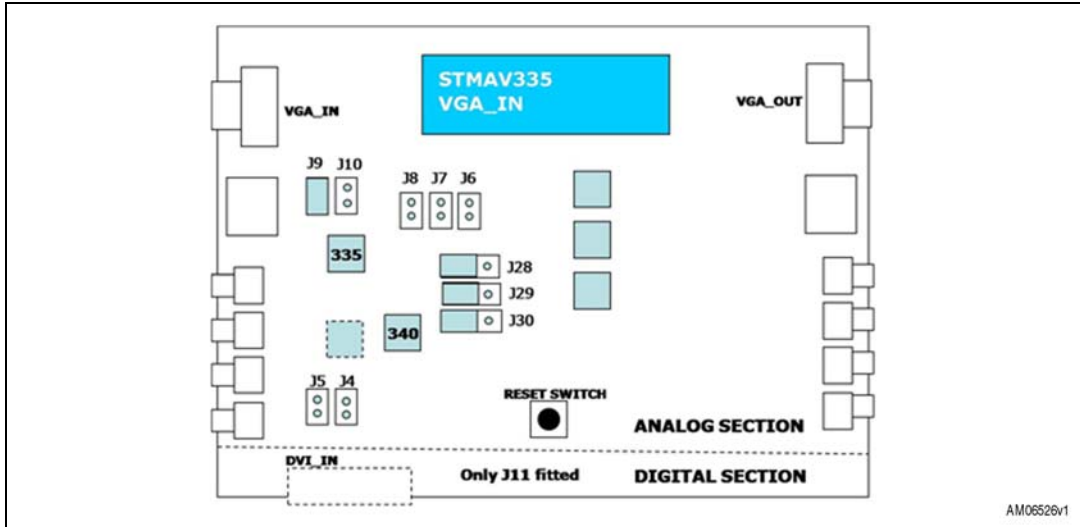 STMAV335
VGA_IN
VGA_IN
VGA_OUT
J9
J10
J8
J7
J6
335
J28
J29
J30
340
J5
J4
RESET SWITCH
ANALOG SECTION
DVI_IN
Only J11 fitted
DIGITAL SECTION
AM06526v1